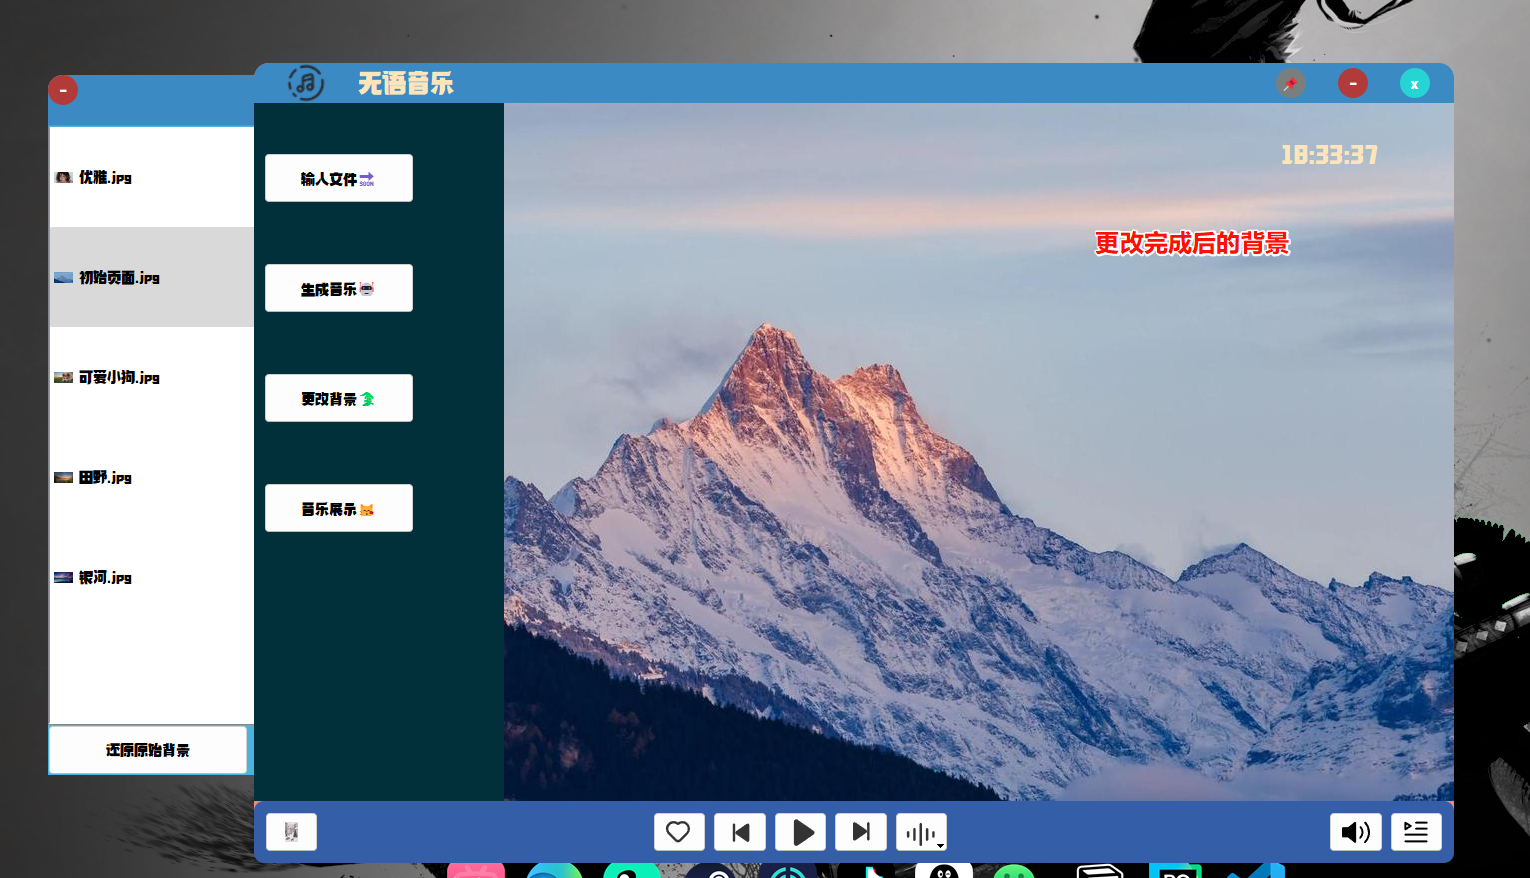 无语音乐
-
x
-
18:33:37
更改完成后的背景
优雅.jpg
初始页面.jpg
可爱小狗.jpg
田野.jpg
银河.jpg
还原原始背景
输入文件
SOON
生成音乐
更改背景
音乐展示